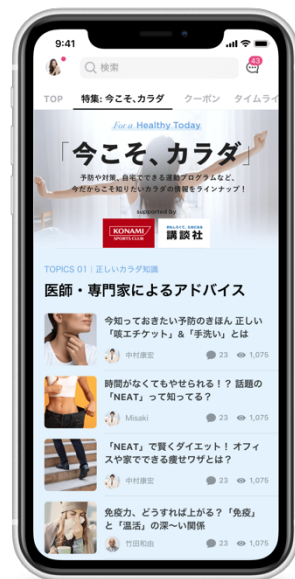 9:41
43
検索
TOP 特集: 今こそ、カラダ クーポン タイムライ
For a Healthy Today
「今こそ、カラダ」
予防や対策、自宅でできる運動プログラムなど、
今だからこそ知りたいカラダの情報をラインナップ!
supported by
KONAMI
SPORTS CLUB
講談社
TOPICS 01|正しいカラダ知識
医師・専門家によるアドバイス
今知っておきたい予防のきほん 正しい
「咳エチケット」&「手洗い」とは
中村康宏 23 1,075
時間がなくてもやせられる!? 話題の
「NEAT」って知ってる?
Misaki 23 1,075
「NEAT」で賢くダイエット! オフィ
スや家でできる痩せワザとは?
中村康宏 23 1,075
免疫力、どうすれば上がる?「免疫」
と「温活」の深〜い関係
竹田和由 23 1,075